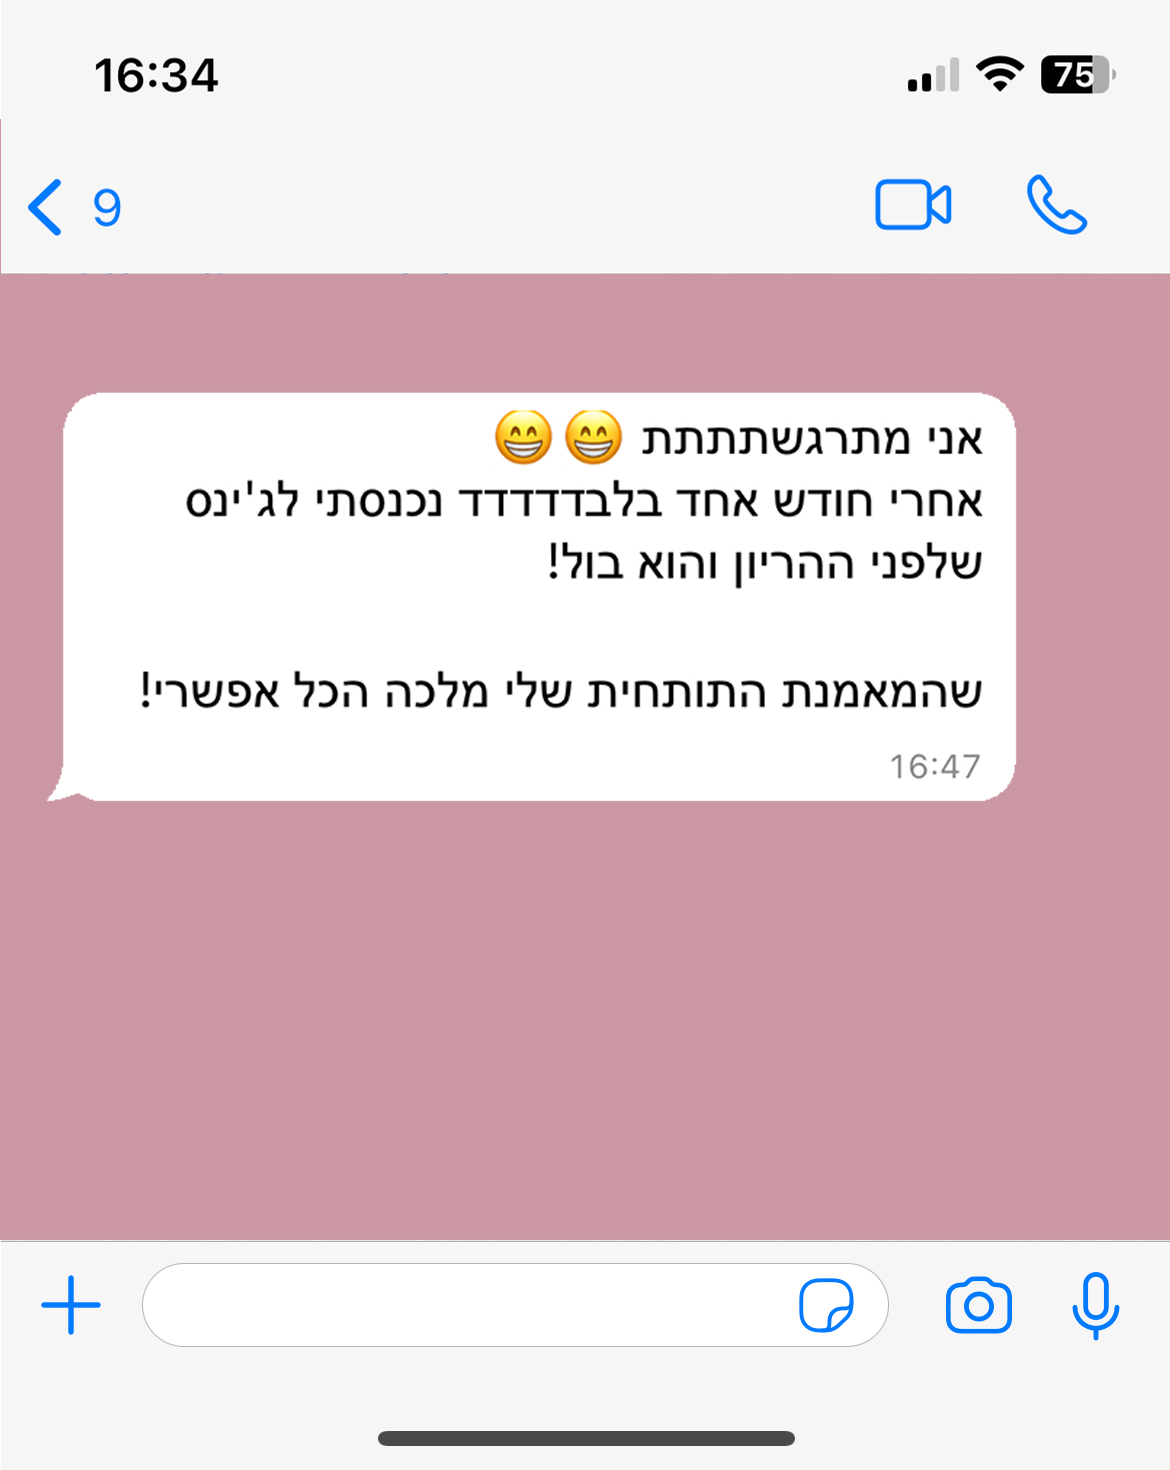 16:34
75
9
אני מתרגשתתתת 😁😁
אחרי חודש אחד בלבדדדדד נכנסתי לג'ינס
שלפני ההריון והוא בול!
שהמאמנת התותחית שלי מלכה הכל אפשרי!
16:47